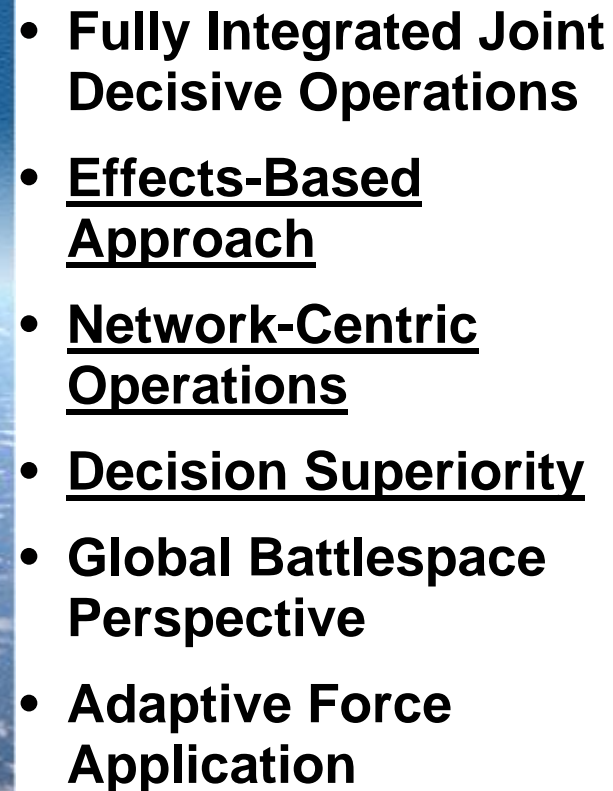 • Fully Integrated Joint
Decisive Operations
• Effects-Based
Approach
• Network-Centric
Operations
• Decision Superiority
• Global Battlespace
Perspective
• Adaptive Force
Application